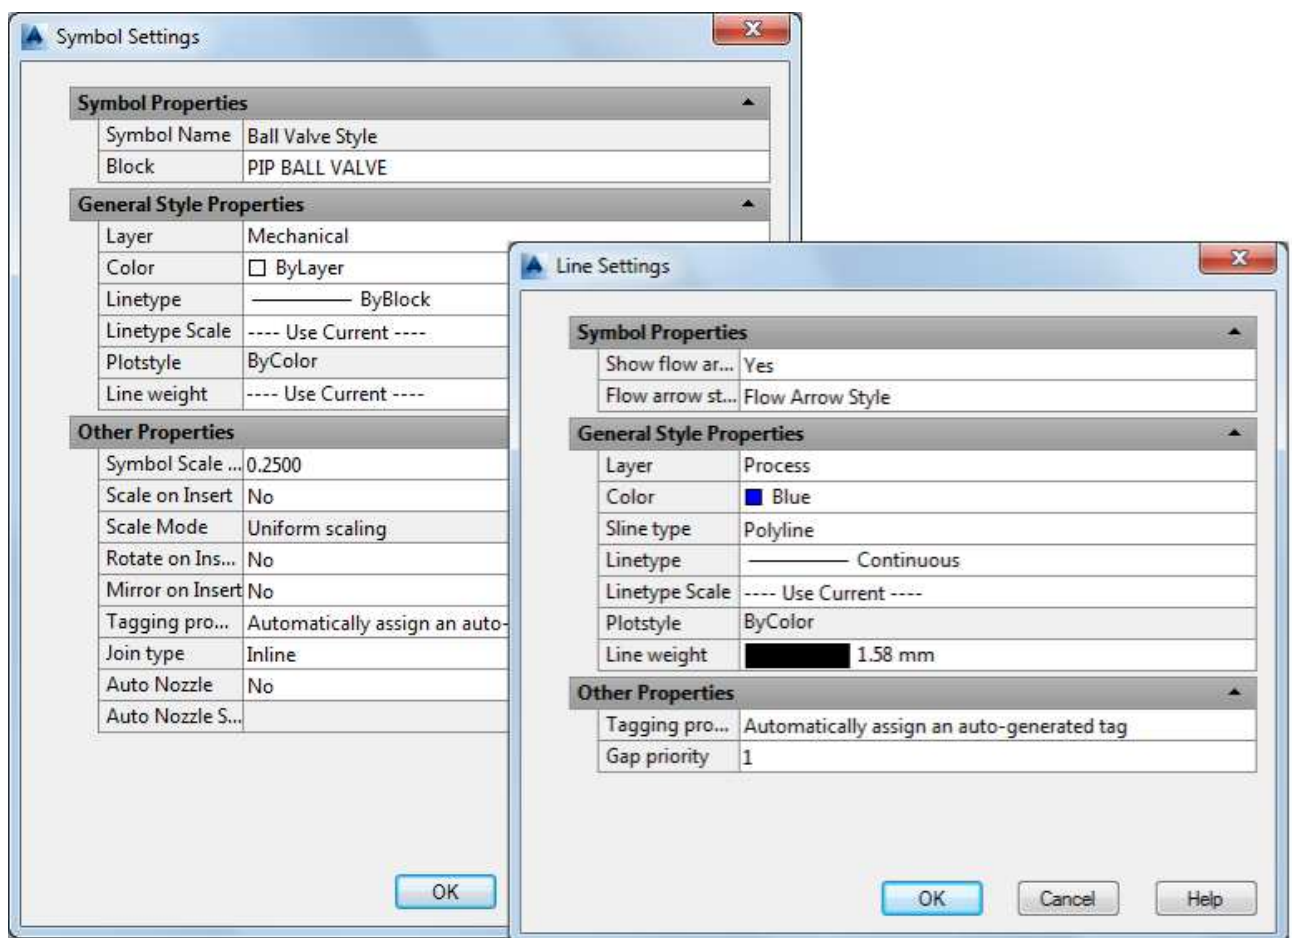 Symbol Settings
Symbol Properties
Symbol Name Ball Valve Style
Block PIP BALL VALVE
General Style Properties
Layer Mechanical
Color ByLayer
Linetype ByBlock
Linetype Scale ---- Use Current ----
Plotstyle ByColor
Line weight ---- Use Current ----
Other Properties
Symbol Scale ... 0.2500
Scale on Insert No
Scale Mode Uniform scaling
Rotate on Ins... No
Mirror on Insert No
Tagging pro... Automatically assign an auto-
Join type Inline
Auto Nozzle No
Auto Nozzle S...
OK
Line Settings
Symbol Properties
Show flow ar... Yes
Flow arrow st... Flow Arrow Style
General Style Properties
Layer Process
Color Blue
Sline type Polyline
Linetype Continuous
Linetype Scale ---- Use Current ----
Plotstyle ByColor
Line weight 1.58 mm
Other Properties
Tagging pro... Automatically assign an auto-generated tag
Gap priority 1
OK Cancel Help